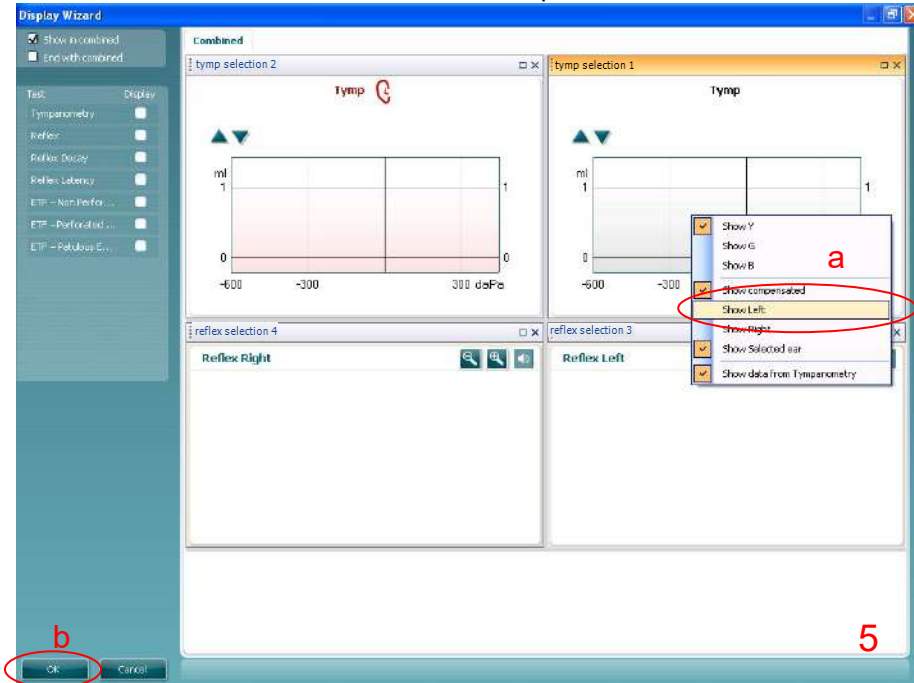 Display Wizard
Show in combined
End with combined
Test Display
Tympanometry
Reflex
Reflex Decay
Reflex Latency
ETF - Non Perfor...
ETF - Perforated ...
ETF - Patulous E...
Combined
tymp selection 2
Tymp
ml
1 1
0 0
-600 -300 300 daPa
tymp selection 1
Tymp
ml
1 1
0
-600 -300
Show Y
Show G
Show B
a
Show compensated
Show Left
Show Right
Show Selected ear
Show data from Tympanometry
reflex selection 4
Reflex Right
reflex selection 3
Reflex Left
5
b
OK Cancel